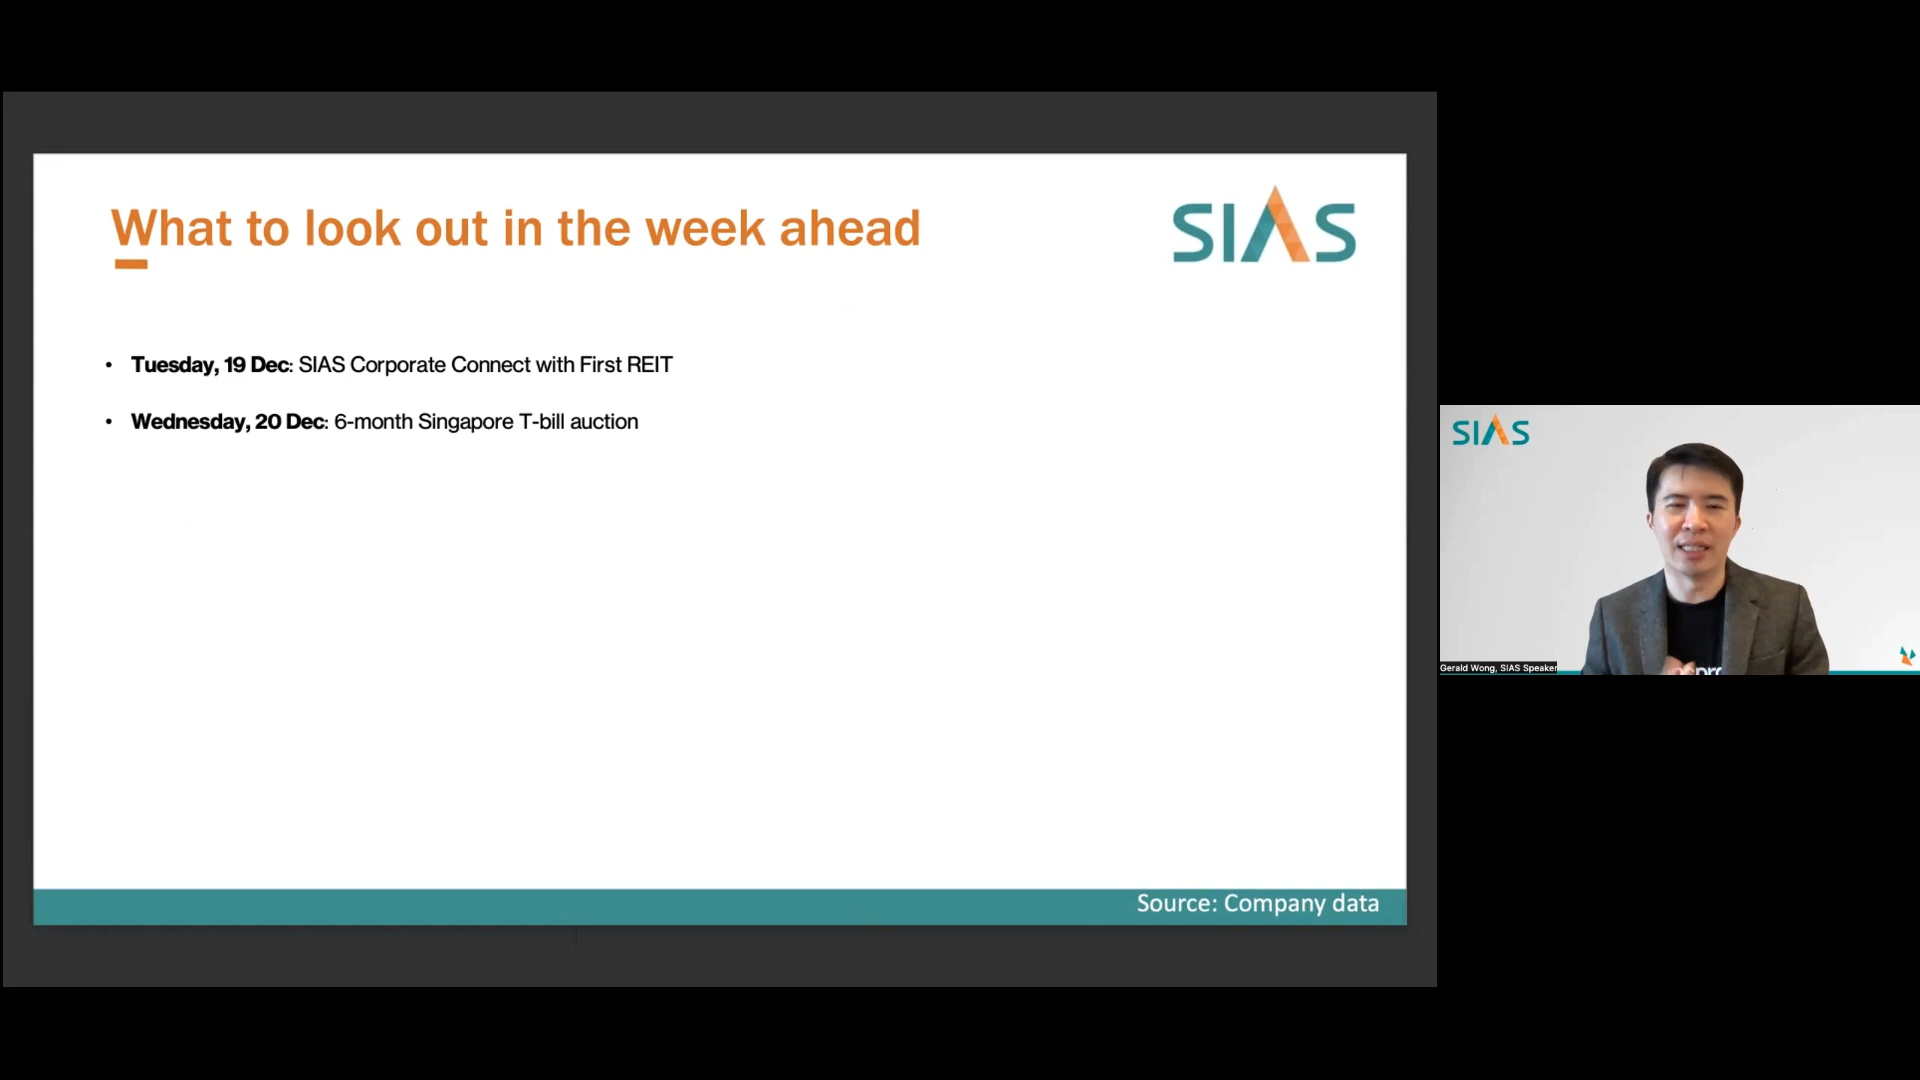 What to look out in the week ahead
SIAS
• Tuesday, 19 Dec: SIAS Corporate Connect with First REIT
• Wednesday, 20 Dec: 6-month Singapore T-bill auction
Source: Company data
SIAS
Gerald Wong, SIAS Speaker